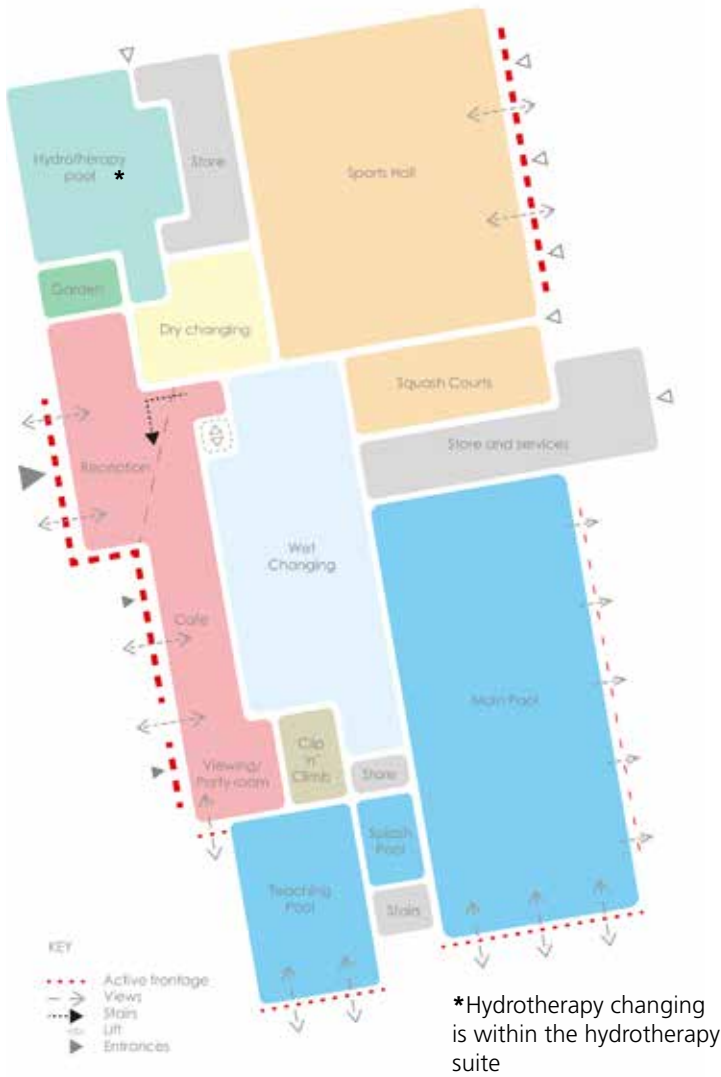 Hydrotherapy
pool *
Store
Sports Hall
Garden
Dry changing
Squash Courts
Store and services
Reception
Wet
Changing
Cafe
Main Pool
Viewing/
Party room
Clip
'n'
Climb
Store
Splash
Pool
Teaching
Pool
Stairs
KEY
Active frontage
Views
Stairs
Lift
Entrances
*Hydrotherapy changing
is within the hydrotherapy
suite